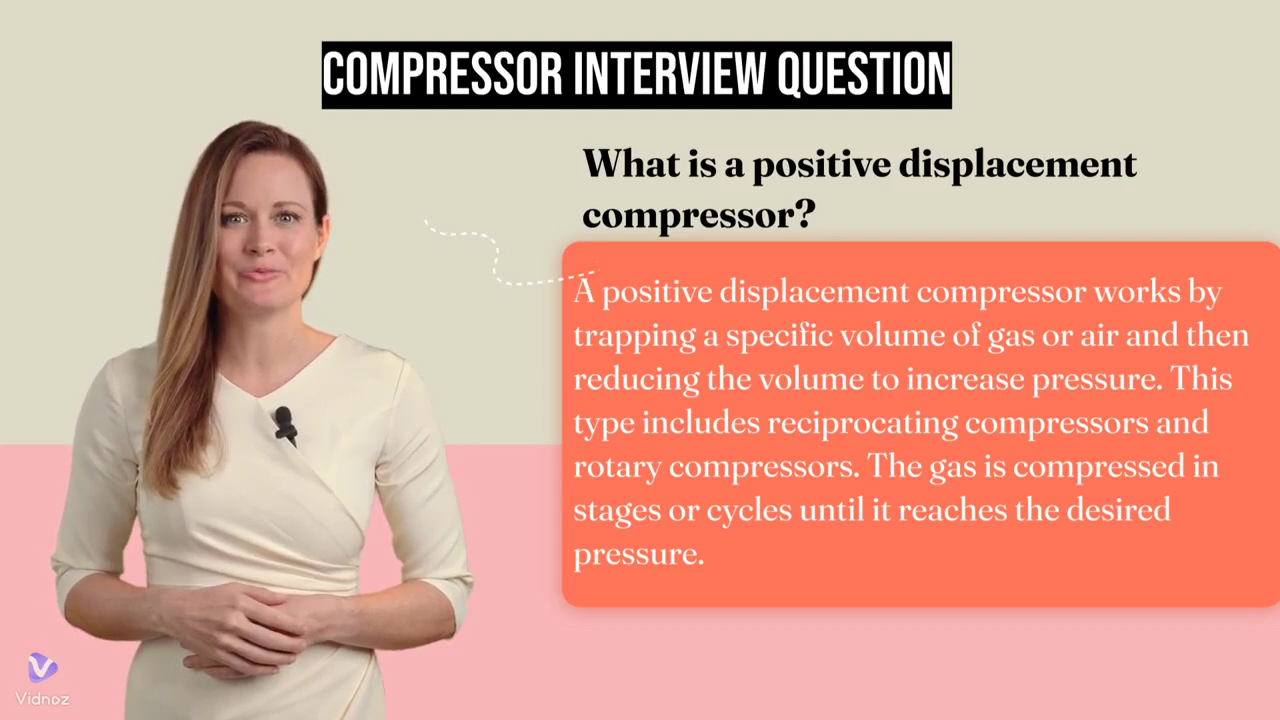 COMPRESSOR INTERVIEW QUESTION
What is a positive displacement
compressor?
A positive displacement compressor works by
trapping a specific volume of gas or air and then
reducing the volume to increase pressure. This
type includes reciprocating compressors and
rotary compressors. The gas is compressed in
stages or cycles until it reaches the desired
pressure.
Vidnoz